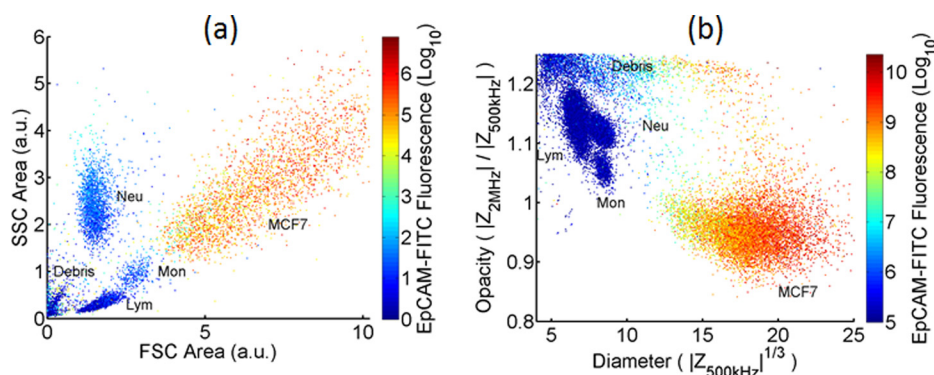 (a)
6
5
4
3
2
1
0
SSC Area (a.u.)
Neu
Debris
Mon
Lym
MCF7
0
5
10
FSC Area (a.u.)
6
5
4
3
2
1
0
EpCAM-FITC Fluorescence (Log10)
(b)
1.2
1.1
1
0.9
0.8
Opacity ( |Z2MHz| / |Z500kHz| )
Debris
Neu
Lym
Mon
MCF7
5
10
15
20
25
Diameter ( |Z500kHz|^1/3 )
10
9
8
7
6
5
EpCAM-FITC Fluorescence (Log10)